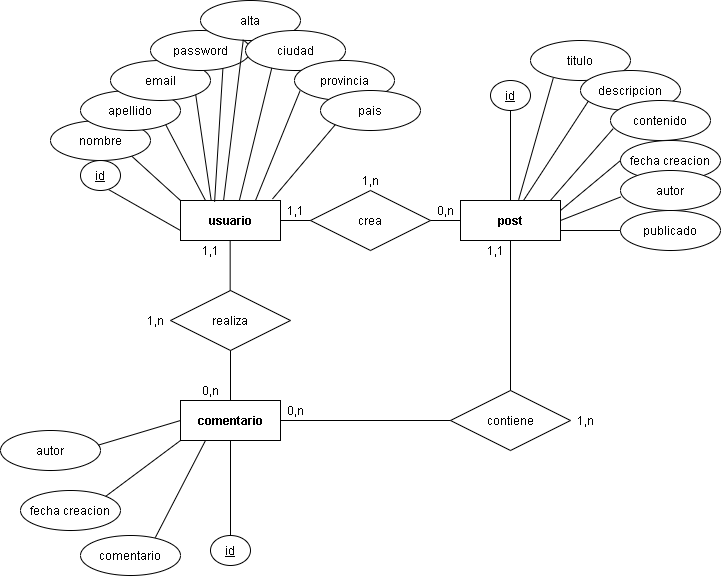 alta
password
ciudad
titulo
email
provincia
descripcion
id
apellido
pais
contenido
nombre
fecha creacion
id
1,n
autor
usuario
1,1
crea
0,n
post
publicado
1,1
1,1
1,n
realiza
0,n
0,n
comentario
contiene
1,n
autor
fecha creacion
comentario
id